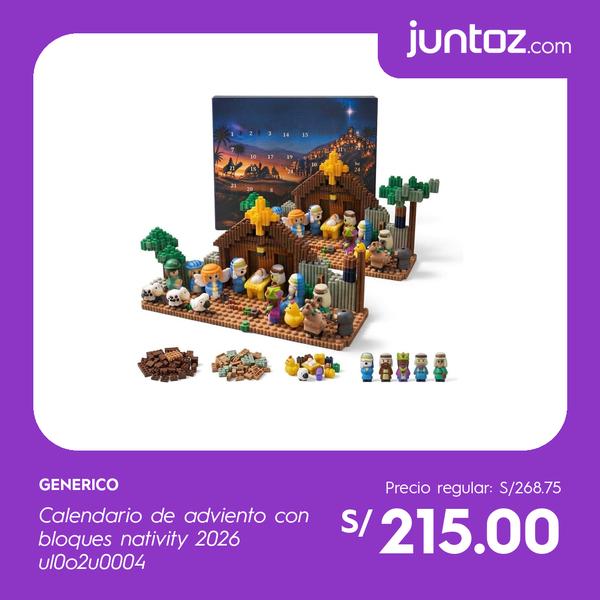 juntoz.com
GENERICO
Calendario de adviento con
bloques nativity 2026
ul0o2u0004
Precio regular: S/268.75
S/215.00